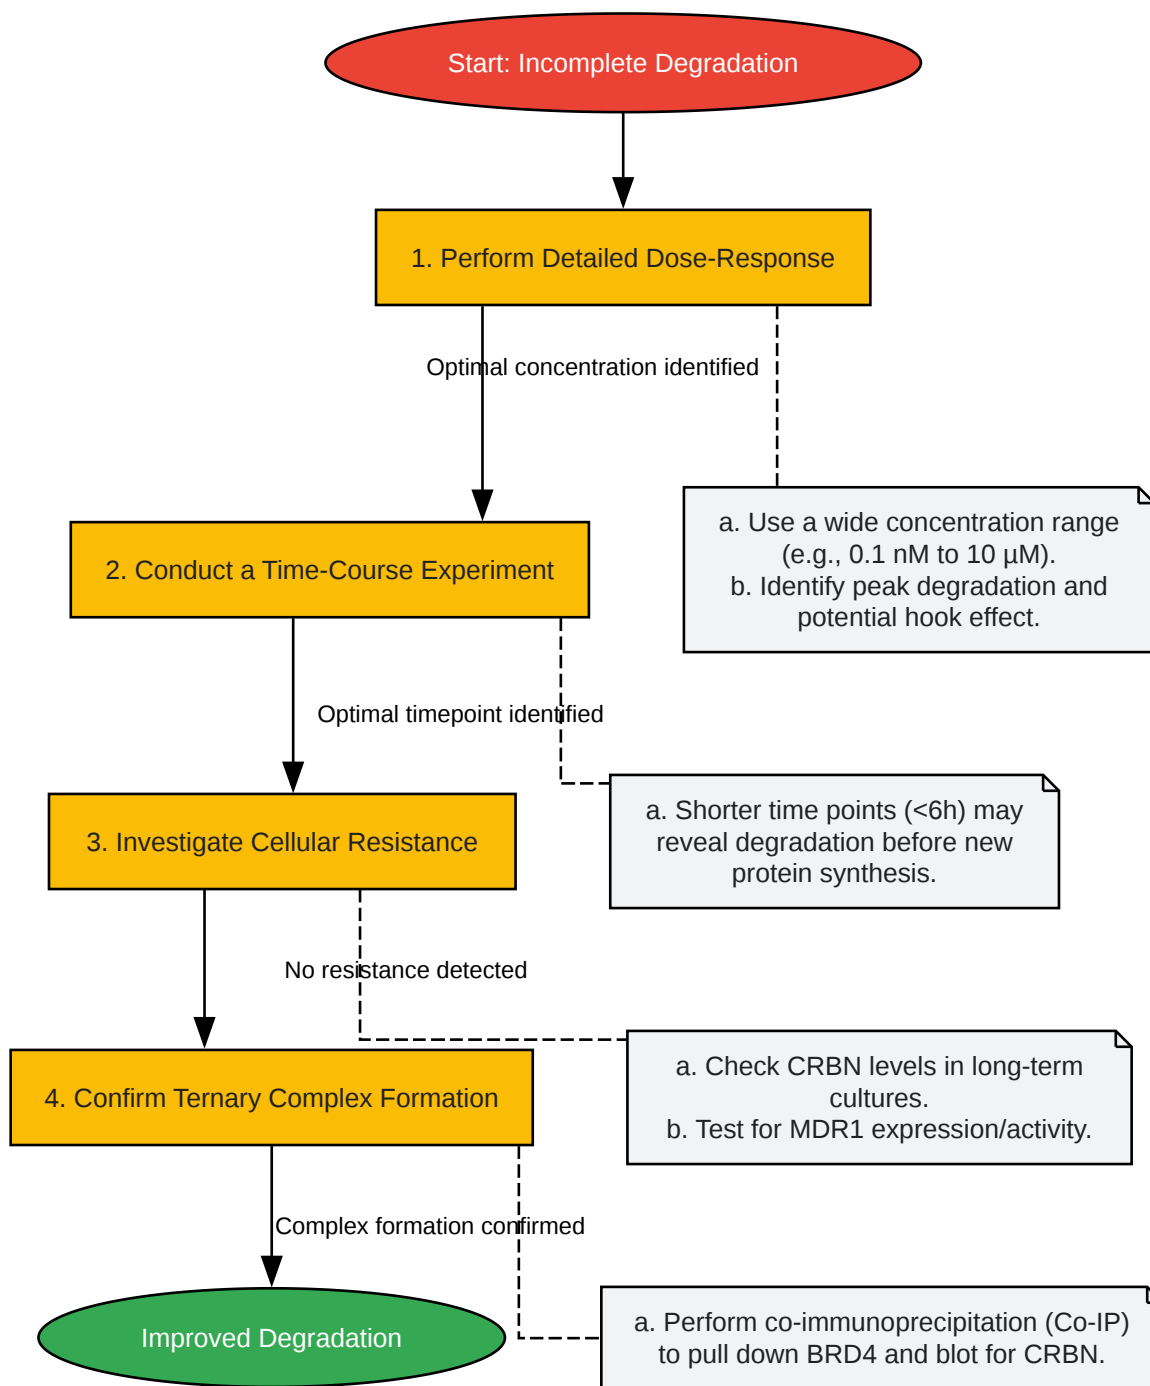 Start: Incomplete Degradation
1. Perform Detailed Dose-Response
Optimal concentration identified
a. Use a wide concentration range
(e.g., 0.1 nM to 10 µM).
b. Identify peak degradation and
potential hook effect.
2. Conduct a Time-Course Experiment
Optimal timepoint identified
a. Shorter time points (<6h) may
reveal degradation before new
protein synthesis.
3. Investigate Cellular Resistance
No resistance detected
a. Check CRBN levels in long-term
cultures.
b. Test for MDR1 expression/activity.
4. Confirm Ternary Complex Formation
Complex formation confirmed
a. Perform co-immunoprecipitation (Co-IP)
to pull down BRD4 and blot for CRBN.
Improved Degradation